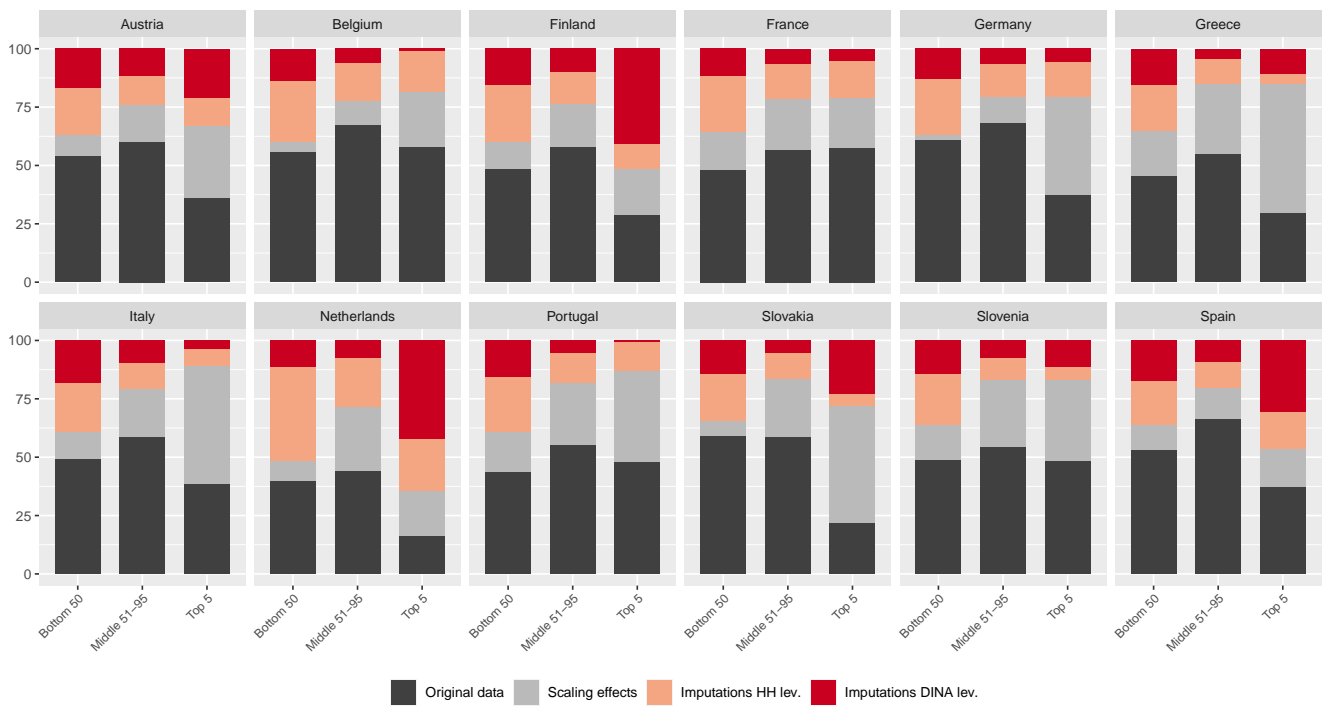 Austria Belgium Finland France Germany Greece
100
75
50
25
0
Italy Netherlands Portugal Slovakia Slovenia Spain
100
75
50
25
0
Bottom 50 Middle 51–95 Top 5 Bottom 50 Middle 51–95 Top 5 Bottom 50 Middle 51–95 Top 5 Bottom 50 Middle 51–95 Top 5 Bottom 50 Middle 51–95 Top 5 Bottom 50 Middle 51–95 Top 5
Original data Scaling effects Imputations HH lev. Imputations DINA lev.